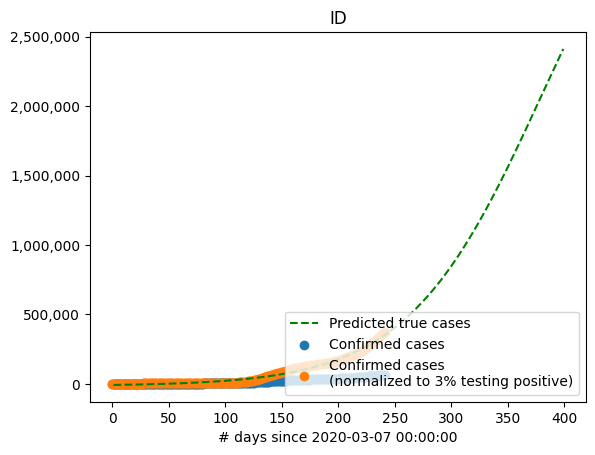 ID
2,500,000
2,000,000
1,500,000
1,000,000
500,000
0
Predicted true cases
Confirmed cases
Confirmed cases
(normalized to 3% testing positive)
0 50 100 150 200 250 300 350 400
# days since 2020-03-07 00:00:00